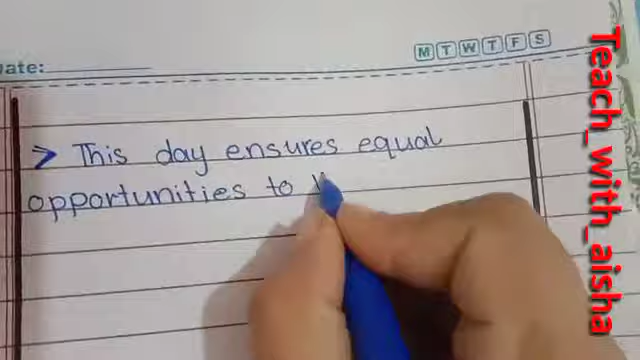 Date:
M T W T F S
> This day ensures equal
opportunities to
Teach_with_aisha